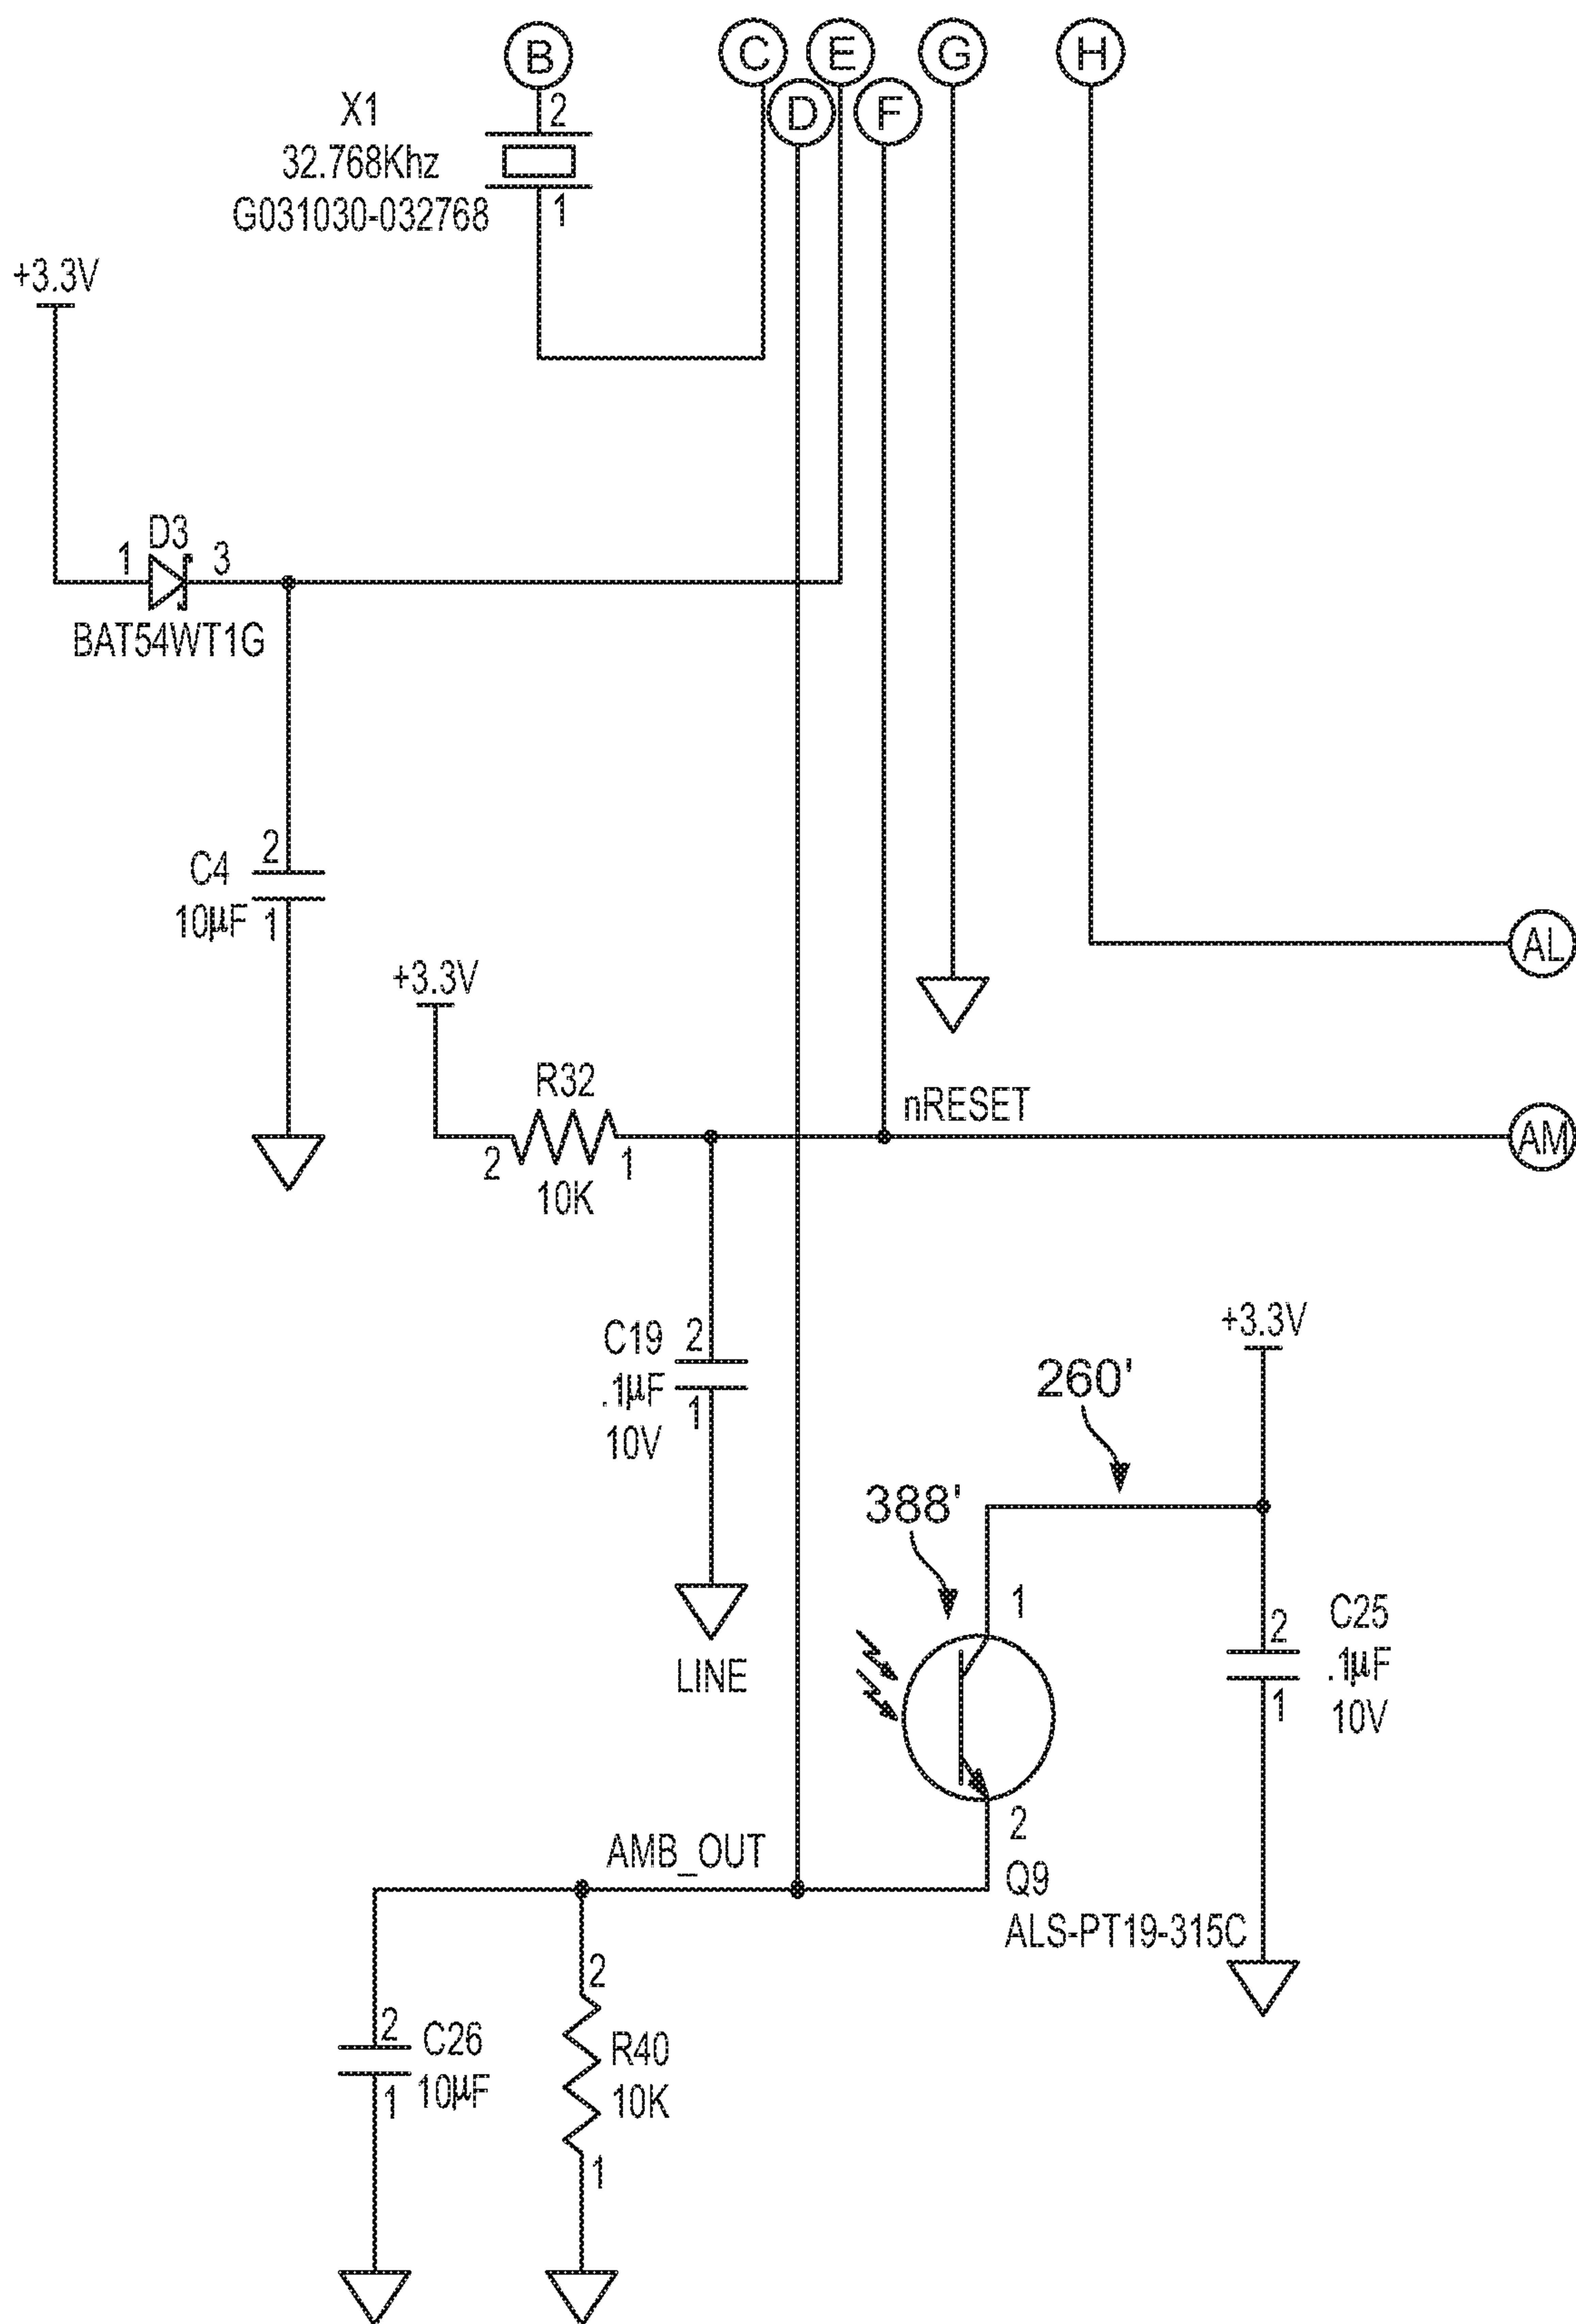 B
C
E
G
H
D
F
X1
32.768Khz
G031030-032768
2
1
+3.3V
1
D3
3
BAT54WT1G
C4
10µF
2
1
AL
+3.3V
R32
2
1
10K
nRESET
AM
C19
.1µF
10V
2
1
LINE
+3.3V
260'
388'
1
2
Q9
ALS-PT19-315C
2
1
C25
.1µF
10V
AMB_OUT
2
1
C26
10µF
2
R40
10K
1